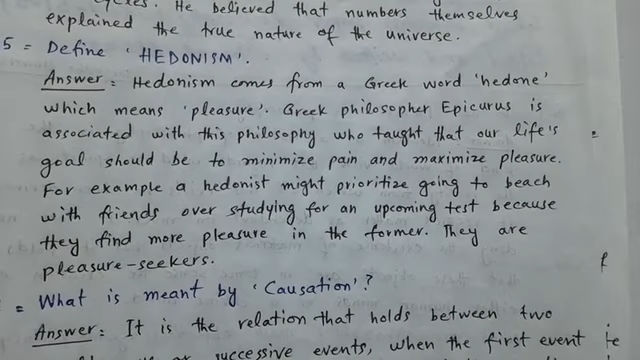 He believed that numbers themselves
explained the true nature of the universe.
5 = Define 'HEDONISM'.
Answer: Hedonism comes from a Greek word 'hedone'
which means 'pleasure'. Greek philosopher Epicurus is
associated with this philosophy who taught that our life's
goal should be to minimize pain and maximize pleasure.
For example a hedonist might prioritize going to beach
with friends over studying for an upcoming test because
they find more pleasure in the former. They are
pleasure-seekers.
= What is meant by 'Causation'?
Answer: It is the relation that holds between two
successive events, when the first event